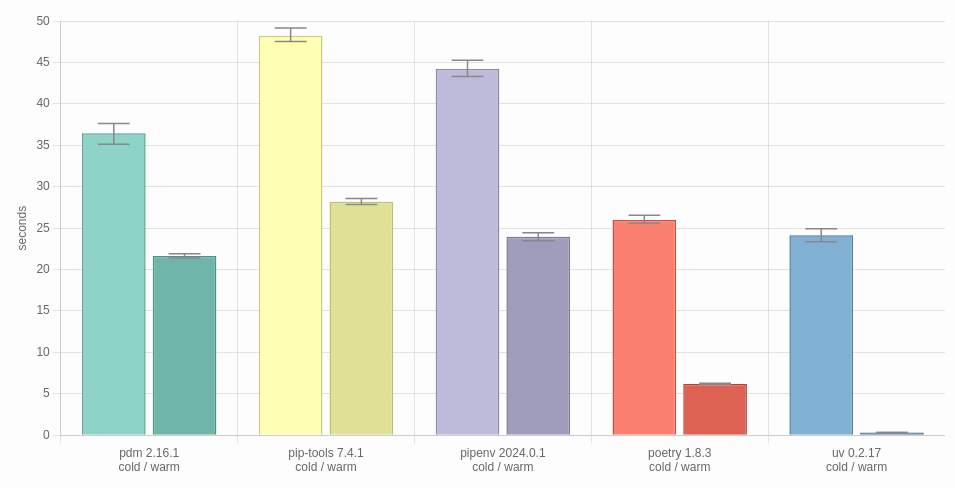 50
45
40
35
30
25
20
15
10
5
0
seconds
pdm 2.16.1
cold / warm
pip-tools 7.4.1
cold / warm
pipenv 2024.0.1
cold / warm
poetry 1.8.3
cold / warm
uv 0.2.17
cold / warm